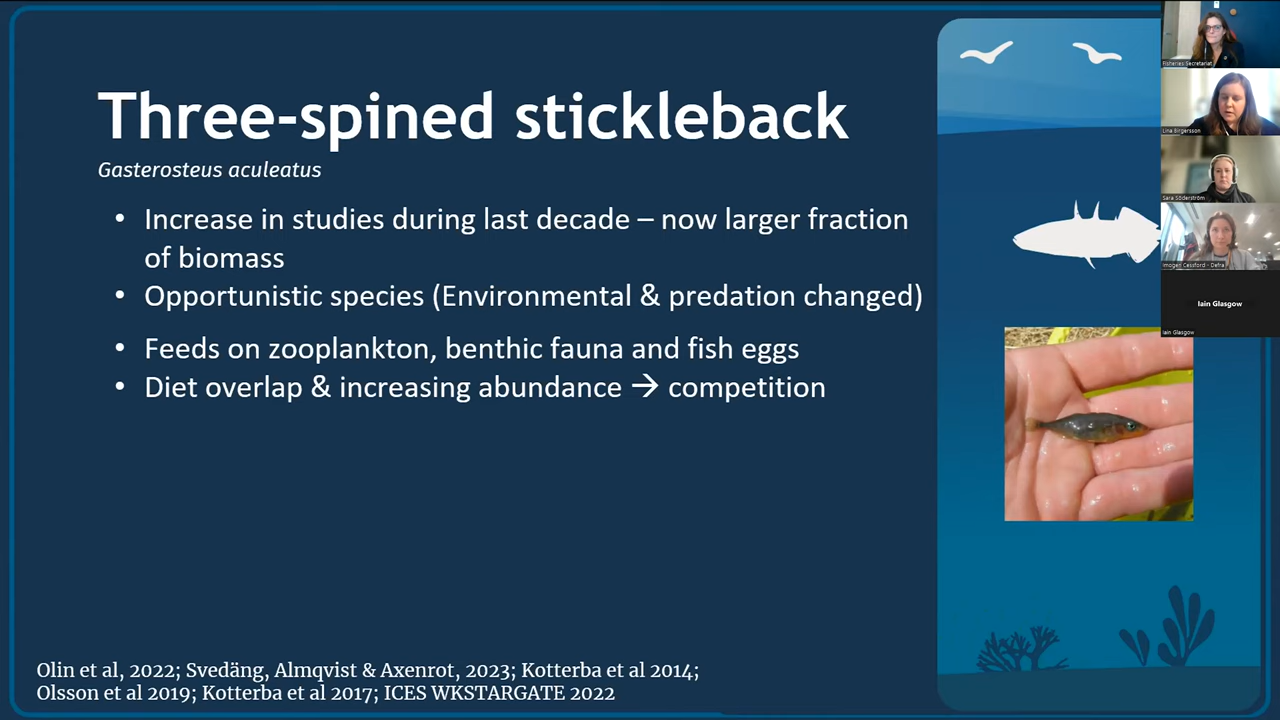 Three-spined stickleback
Gasterosteus aculeatus
• Increase in studies during last decade – now larger fraction
of biomass
• Opportunistic species (Environmental & predation changed)
• Feeds on zooplankton, benthic fauna and fish eggs
• Diet overlap & increasing abundance → competition
Olin et al, 2022; Svedäng, Almqvist & Axenrot, 2023; Kotterba et al 2014;
Olsson et al 2019; Kotterba et al 2017; ICES WKSTARGATE 2022
Fisheries Secretariat
Lina Birgersson
Sara Söderström
Imogen Cessford - Defra
Iain Glasgow
Iain Glasgow